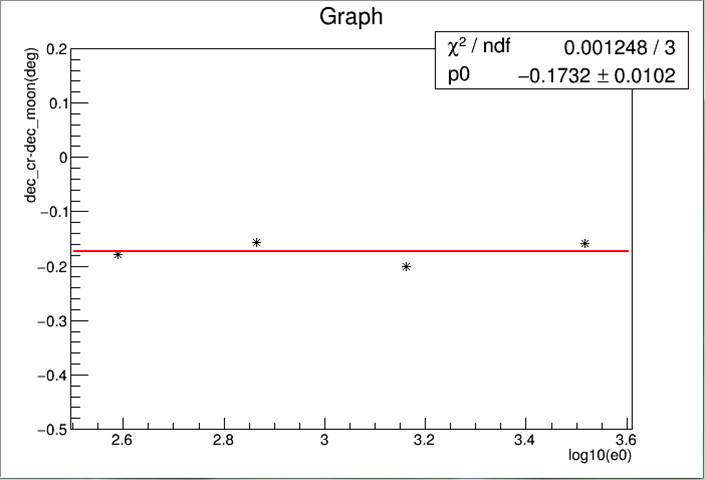 Graph
χ² / ndf 0.001248 / 3
p0 −0.1732 ± 0.0102
dec_cr-dec_moon(deg)
0.2
0.1
0
−0.1
−0.2
−0.3
−0.4
−0.5
2.6 2.8 3 3.2 3.4 3.6
log10(e0)